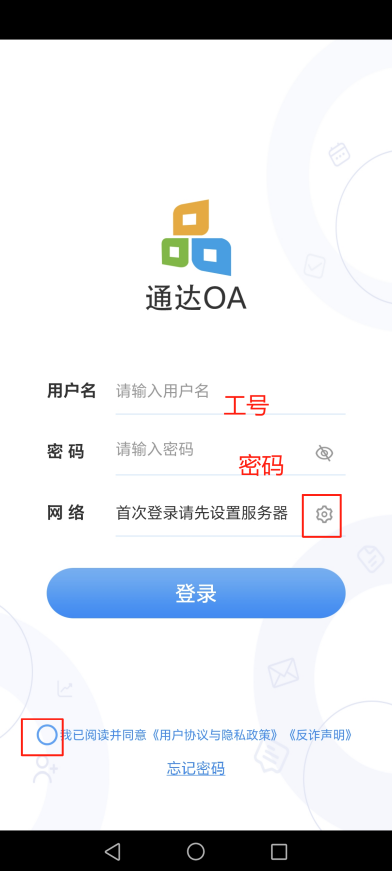 通达OA
用户名 请输入用户名 工号
密码 请输入密码 密码
网络 首次登录请先设置服务器
登录
我已阅读并同意《用户协议与隐私政策》《反诈声明》
忘记密码